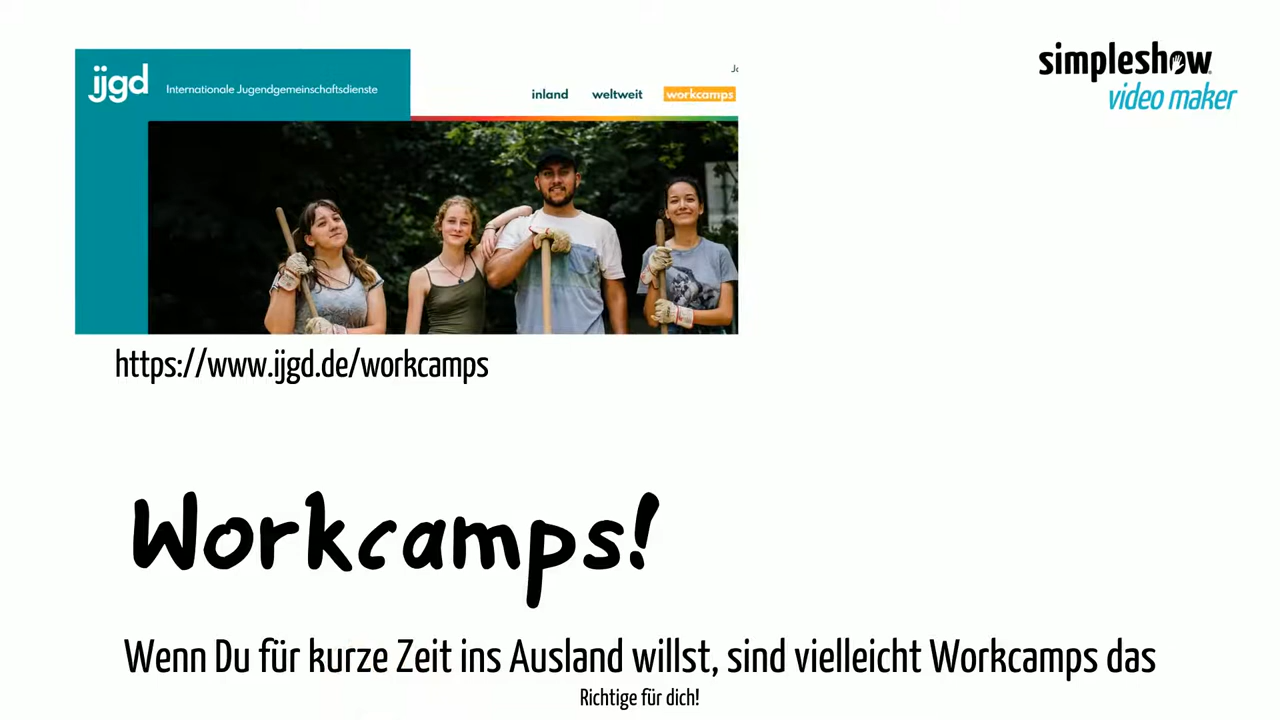 simpleshow
video maker
ijgd
Internationale Jugendgemeinschaftsdienste
inland weltweit workcamps
https://www.ijgd.de/workcamps
Workcamps!
Wenn Du für kurze Zeit ins Ausland willst, sind vielleicht Workcamps das
Richtige für dich!